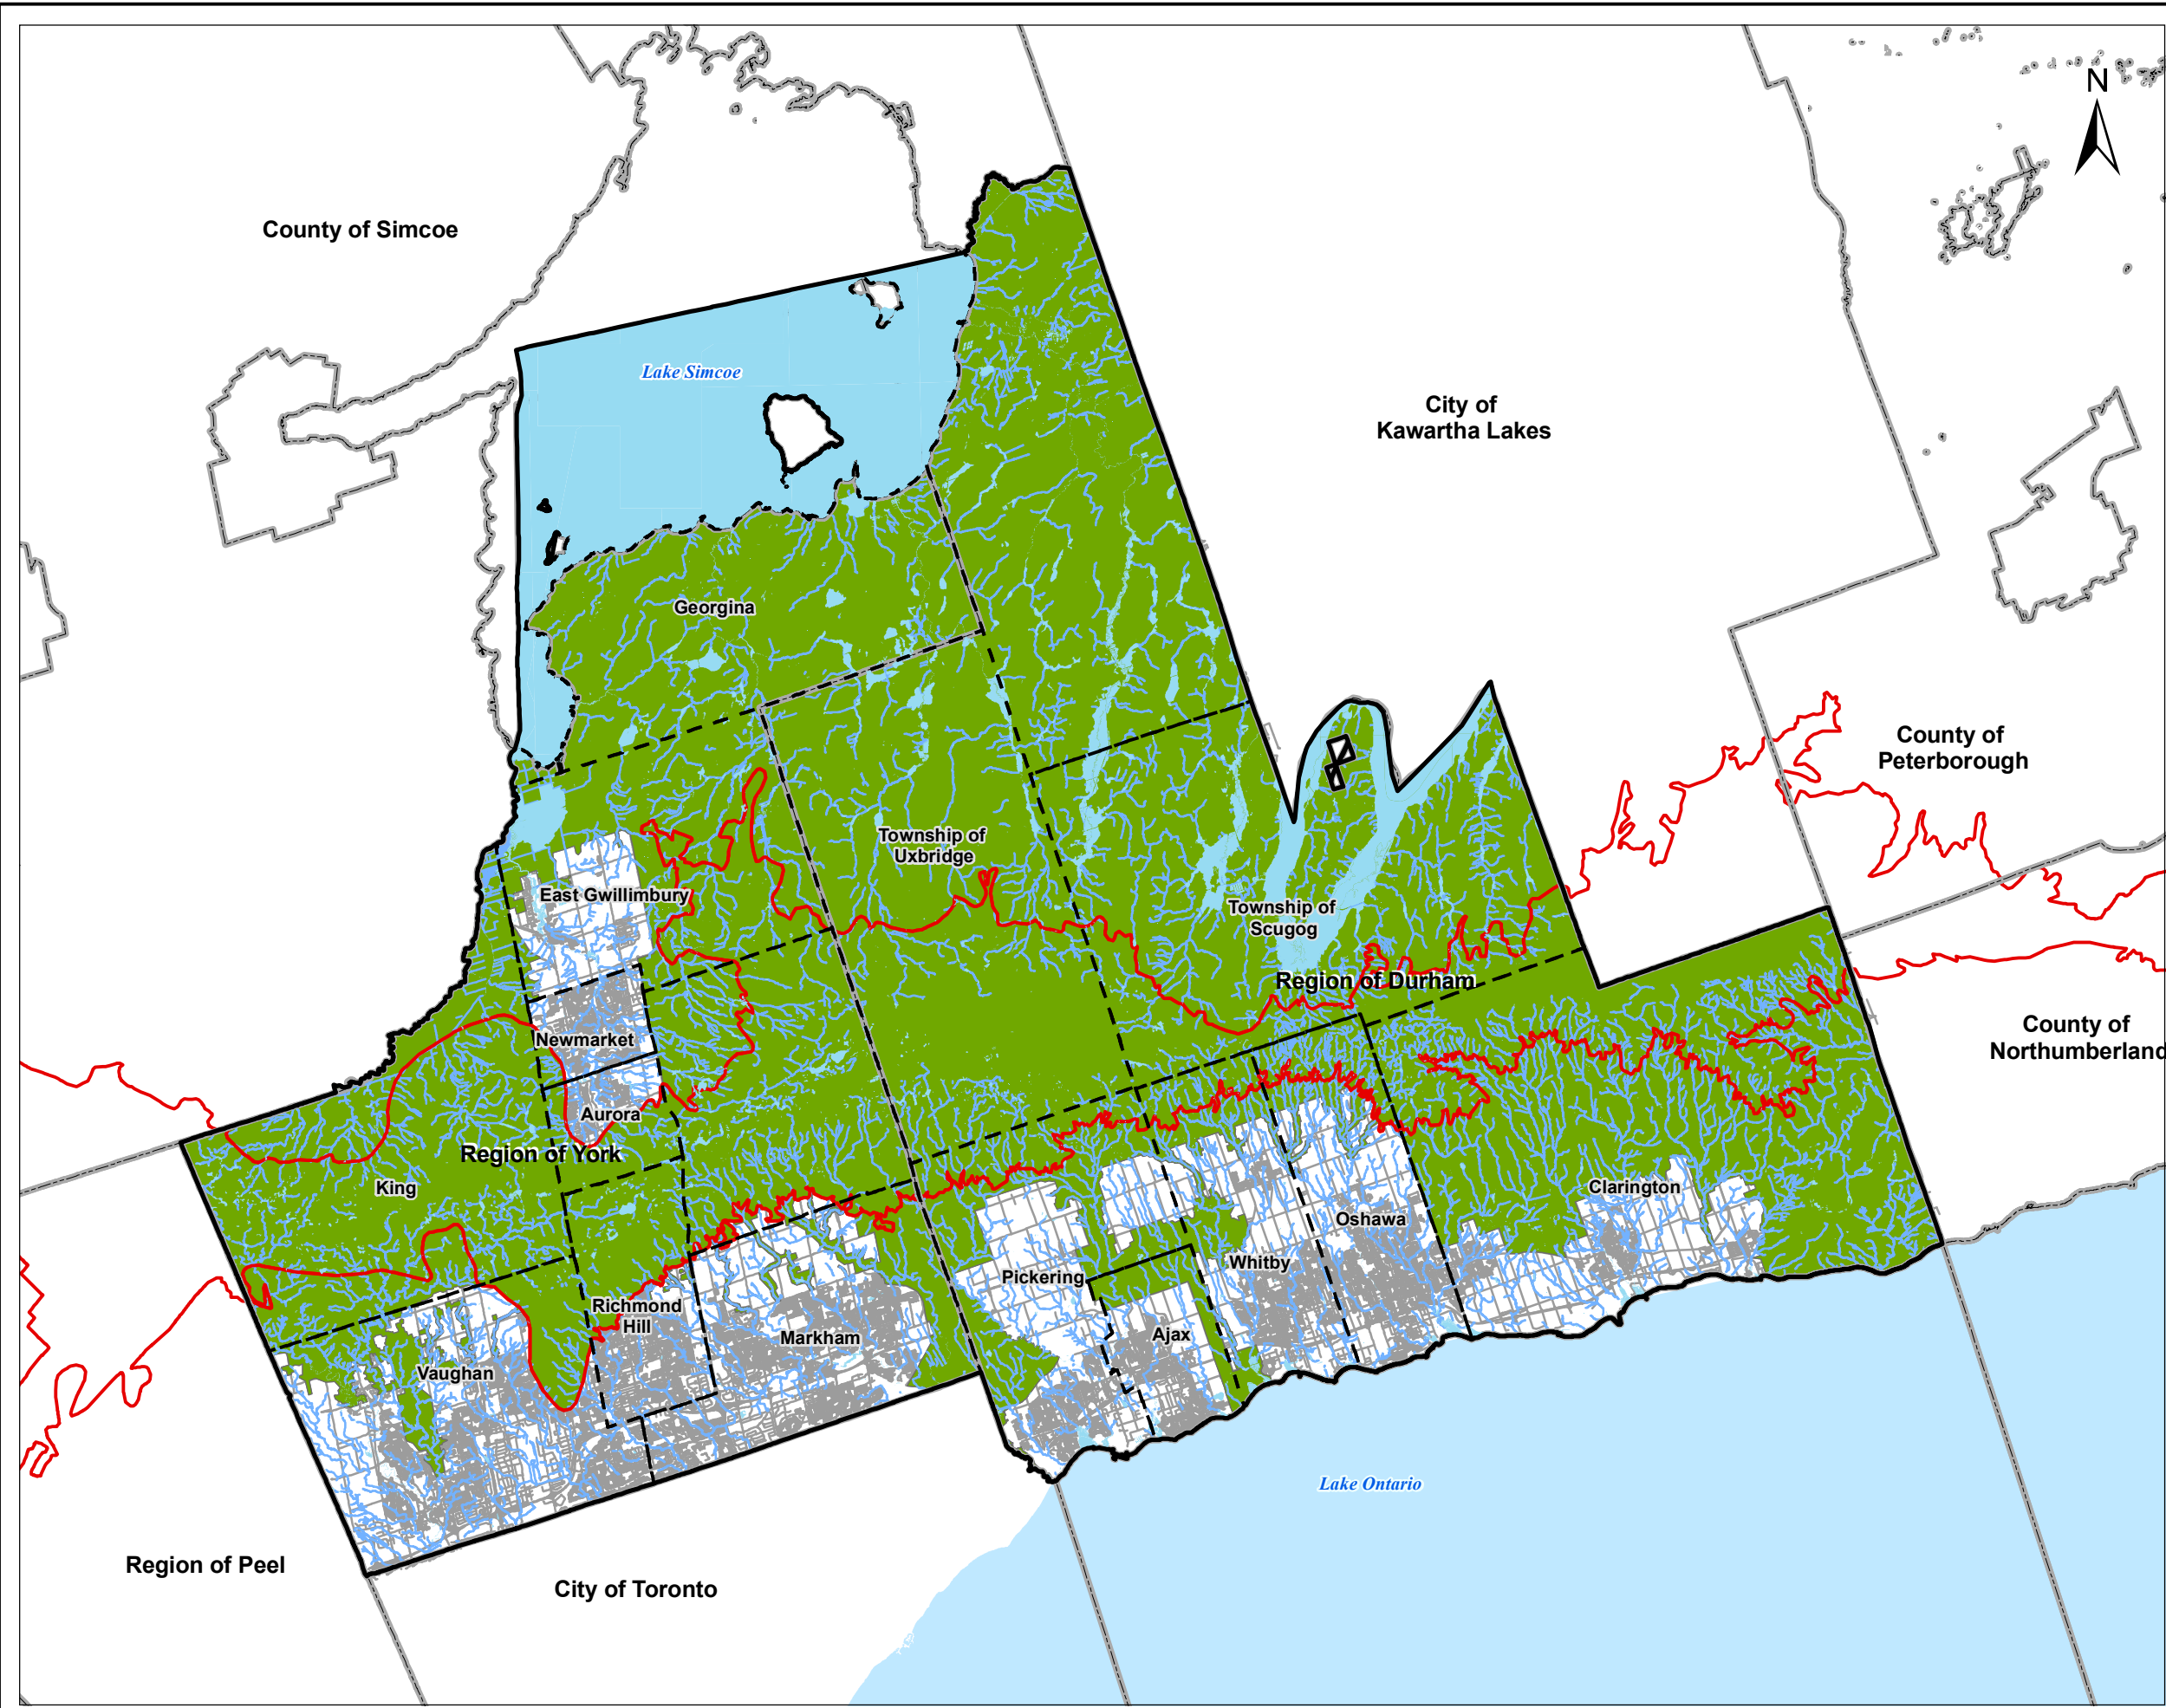 N
County of Simcoe
Lake Simcoe
City of
Kawartha Lakes
Georgina
County of
Peterborough
Township of
Uxbridge
East Gwillimbury
Township of
Scugog
Region of Durham
County of
Northumberland
Newmarket
Aurora
Region of York
King
Clarington
Oshawa
Whitby
Pickering
Richmond
Hill
Markham
Ajax
Vaughan
Lake Ontario
Region of Peel
City of Toronto